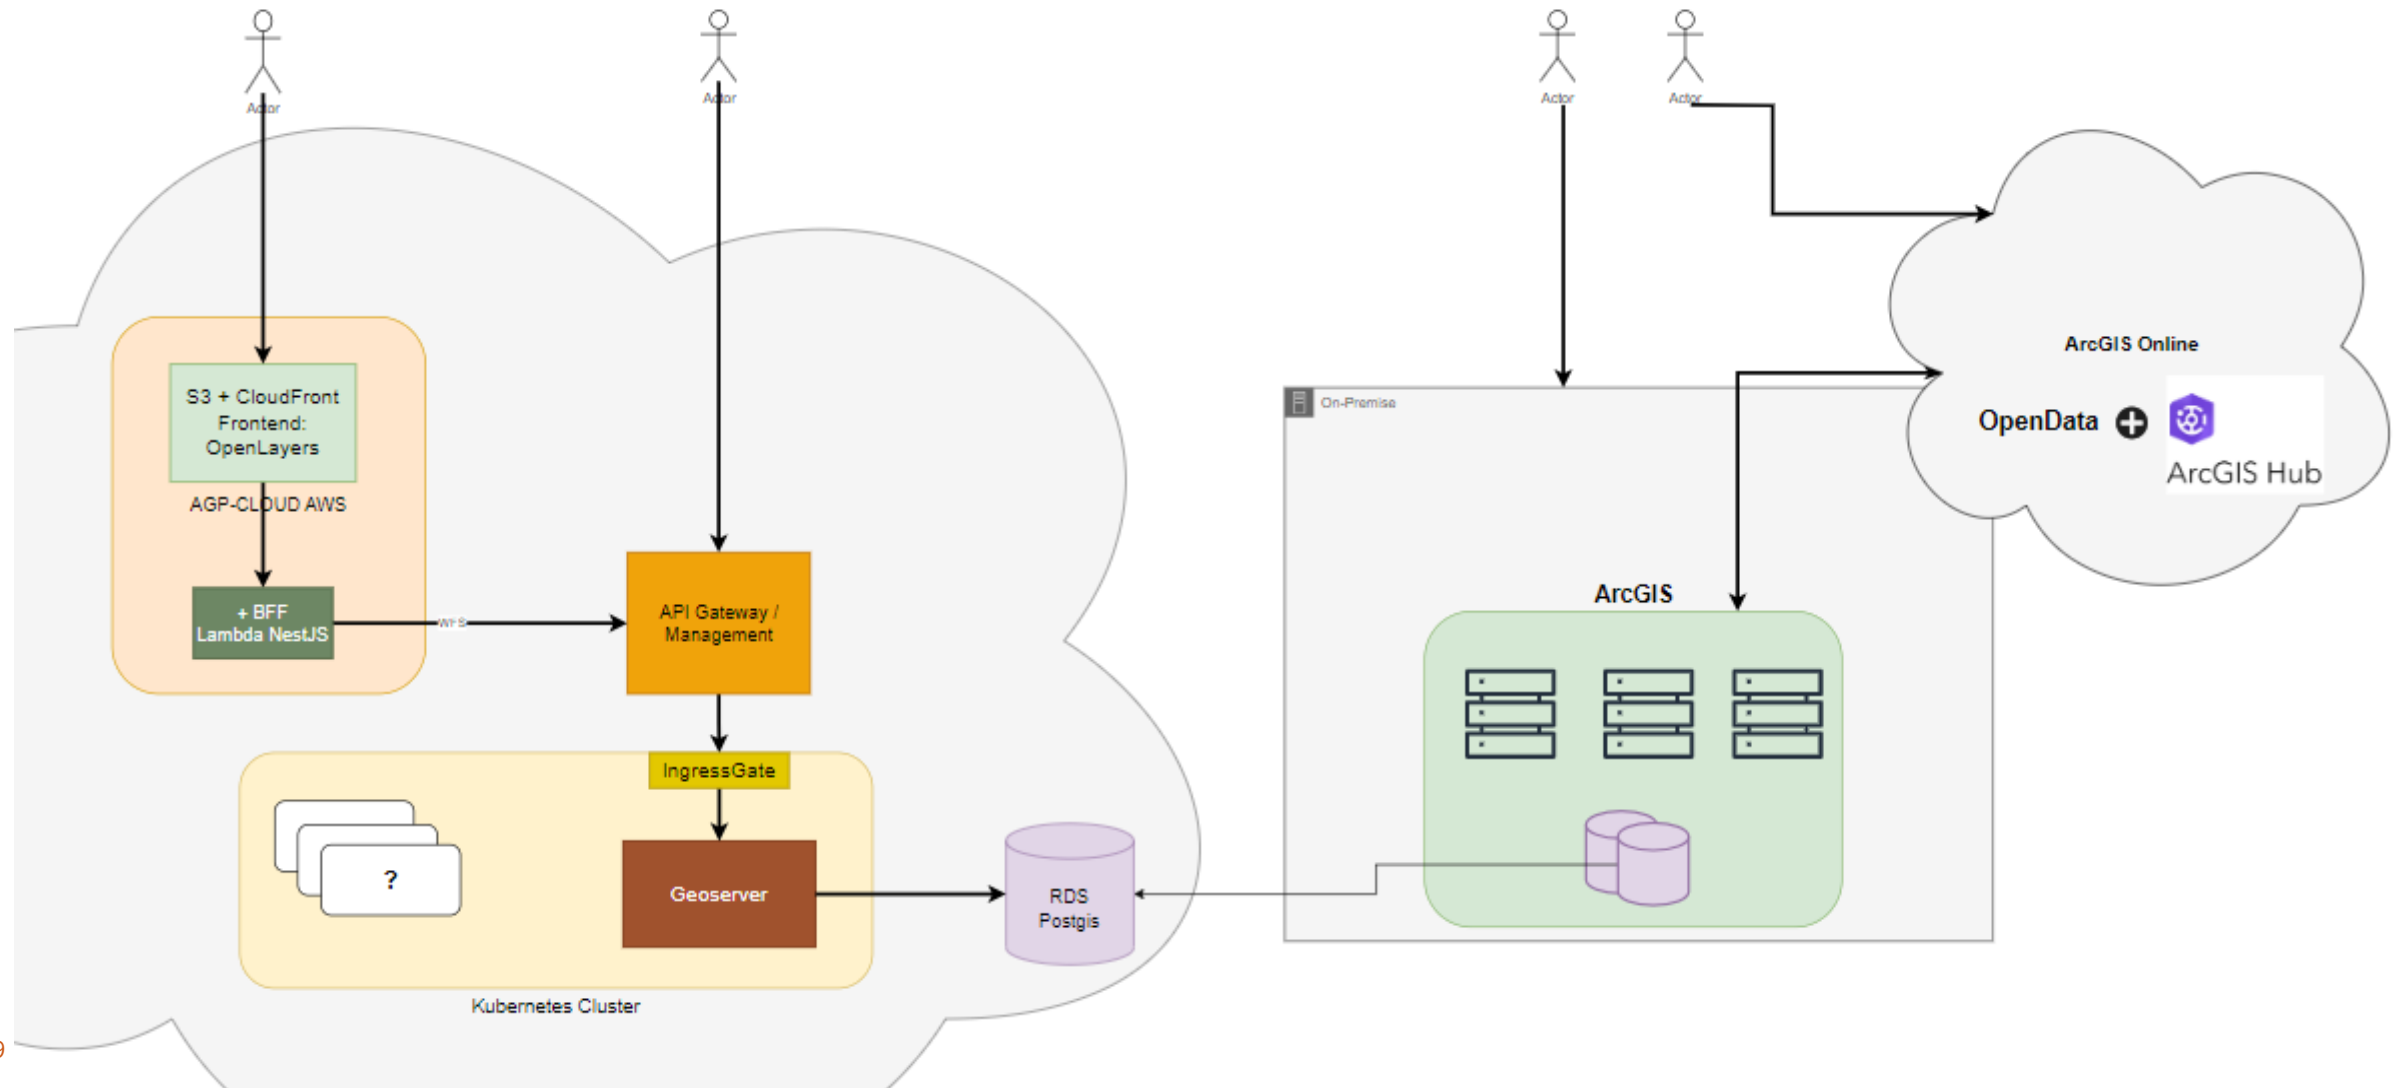 Actor
Actor
Actor
Actor
S3 + CloudFront
Frontend:
OpenLayers
AGP-CLOUD AWS
+ BFF
Lambda NestJS
WFS
API Gateway /
Management
IngressGate
?
Geoserver
RDS
Postgis
Kubernetes Cluster
On-Premise
ArcGIS
ArcGIS Online
OpenData
ArcGIS Hub
9